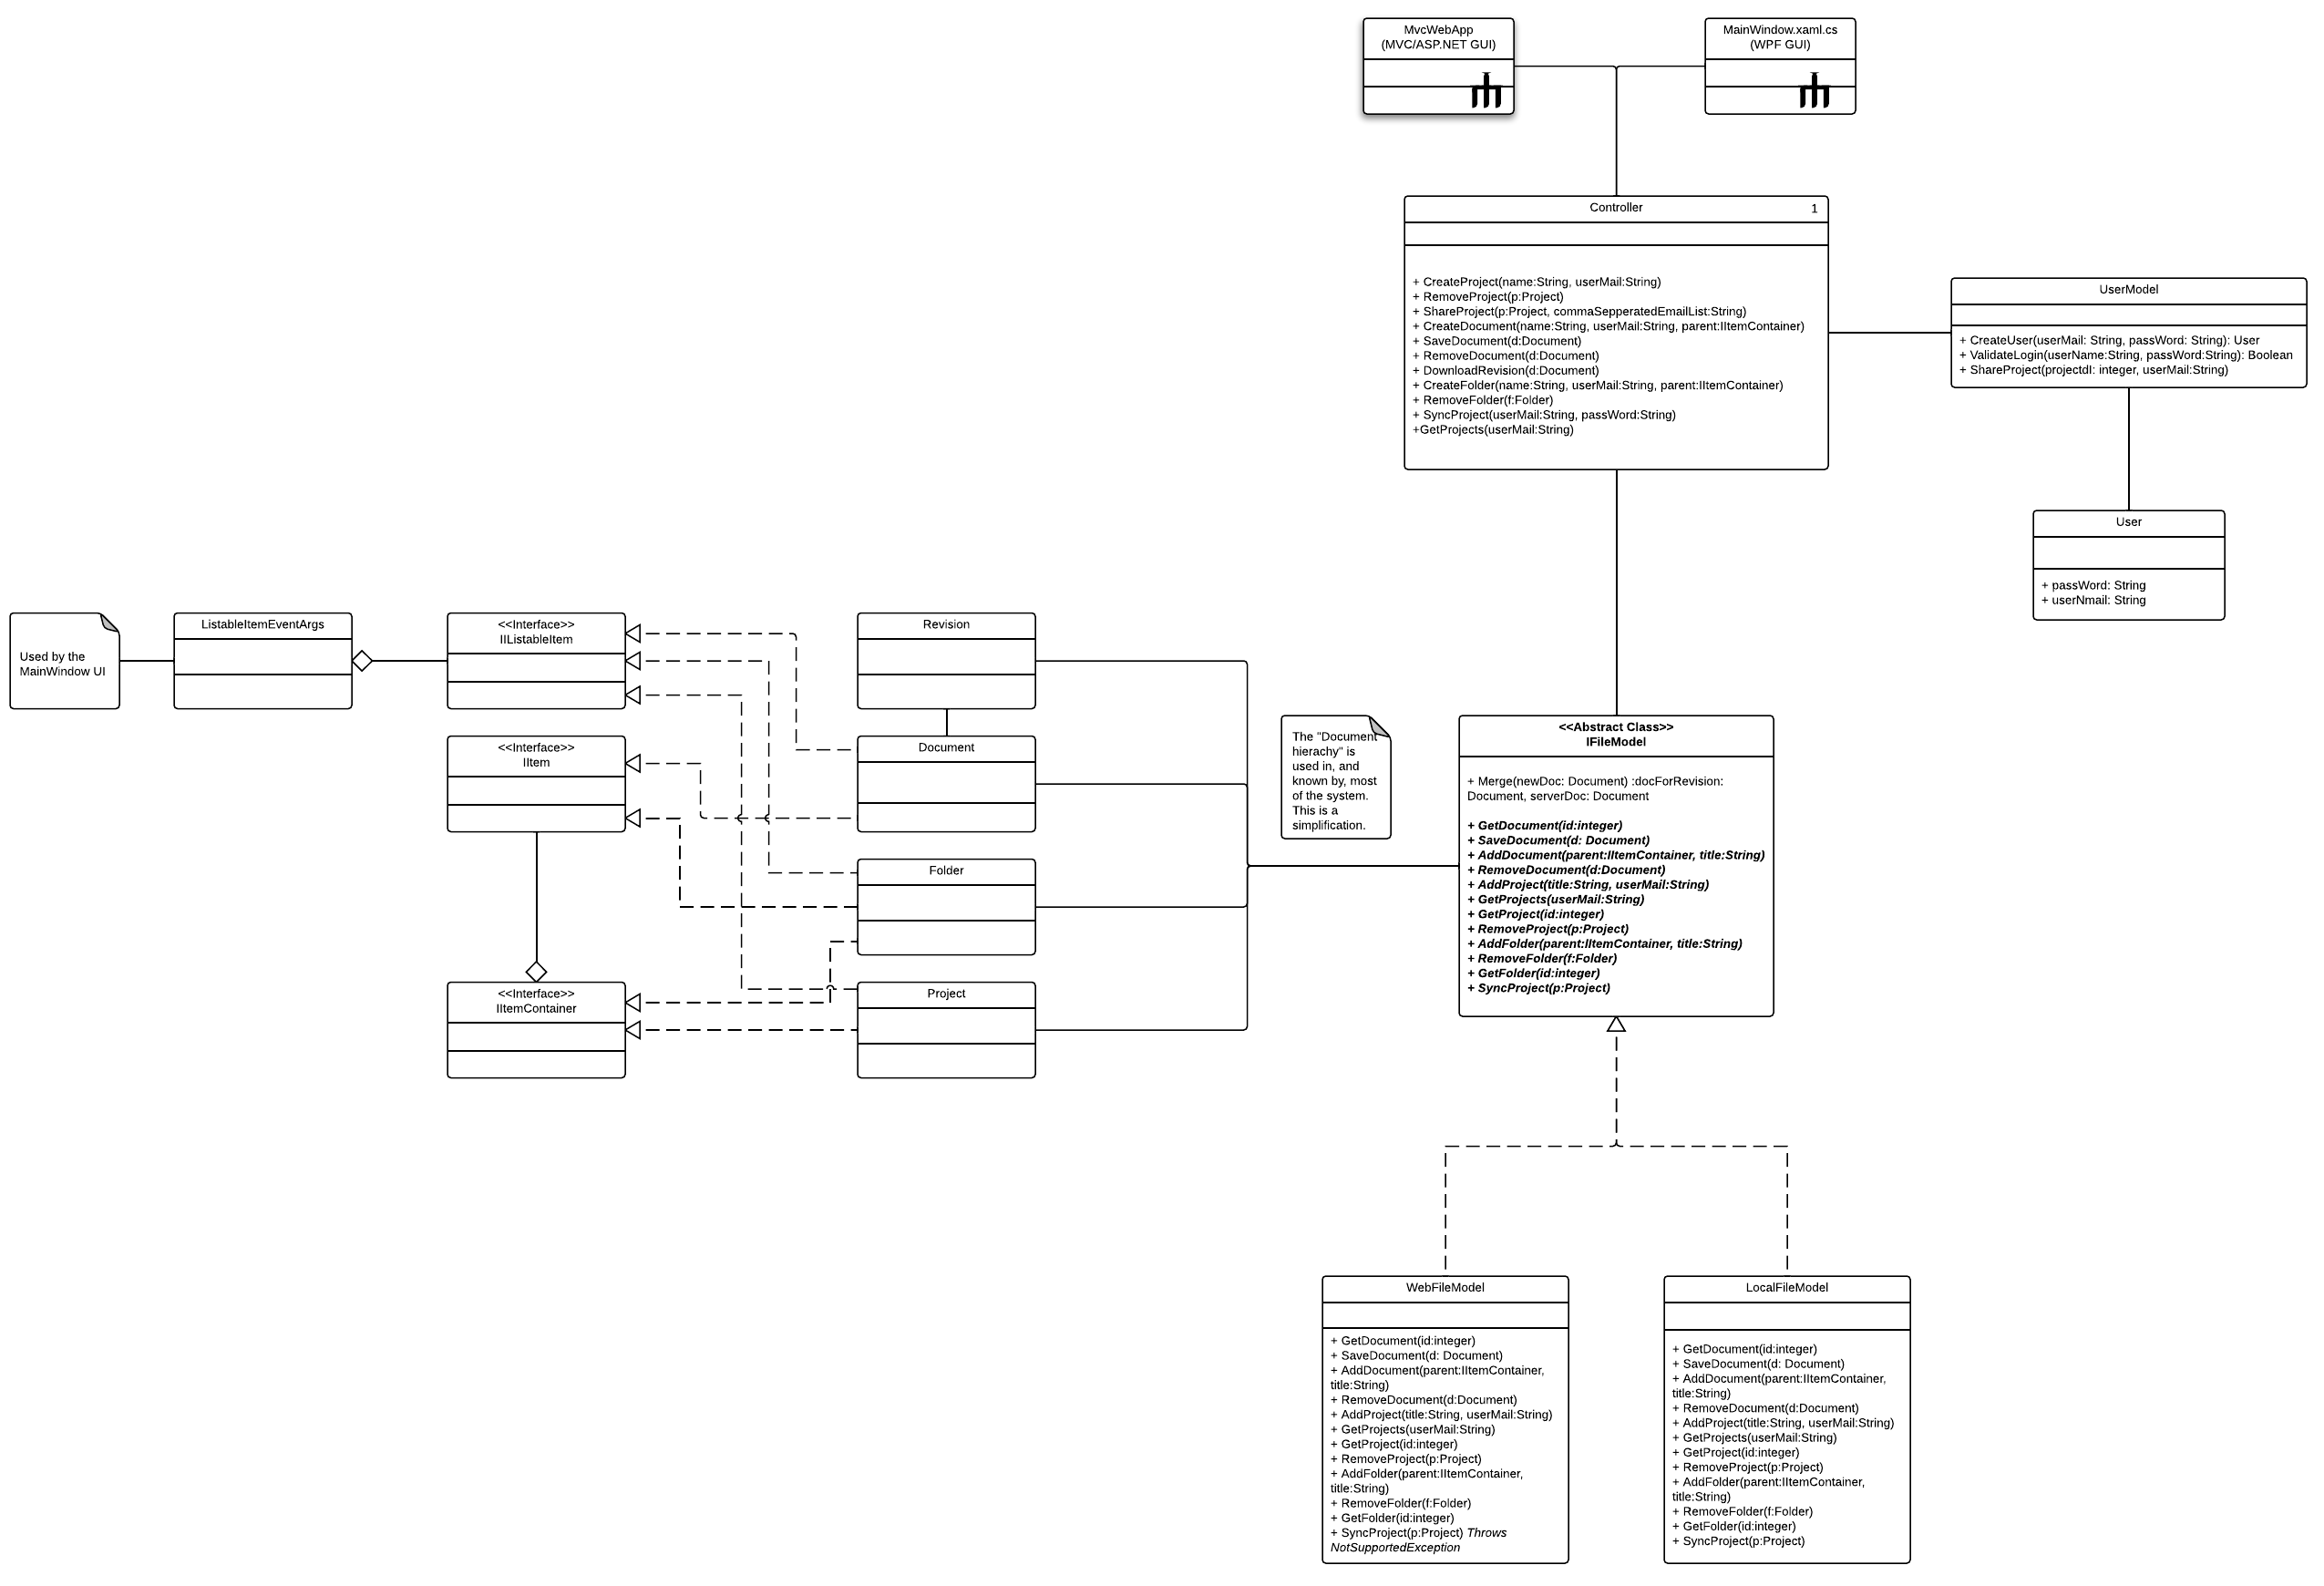 MvcWebApp
(MVC/ASP.NET GUI)
MainWindow.xaml.cs
(WPF GUI)
Controller
1
+ CreateProject(name:String, userMail:String)
+ RemoveProject(p:Project)
+ ShareProject(p:Project, commaSepperatedEmailList:String)
+ CreateDocument(name:String, userMail:String, parent:IItemContainer)
+ SaveDocument(d:Document)
+ RemoveDocument(d:Document)
+ DownloadRevision(d:Document)
+ CreateFolder(name:String, userMail:String, parent:IItemContainer)
+ RemoveFolder(f:Folder)
+ SyncProject(userMail:String, passWord:String)
+GetProjects(userMail:String)
UserModel
+ CreateUser(userMail: String, passWord: String): User
+ ValidateLogin(userName:String, passWord:String): Boolean
+ ShareProject(projectdI: integer, userMail:String)
User
+ passWord: String
+ userNmail: String
Used by the
MainWindow UI
ListableItemEventArgs
<<Interface>>
IIListableItem
Revision
<<Interface>>
IItem
Document
Folder
<<Interface>>
IItemContainer
Project
The "Document
hierachy" is
used in, and
known by, most
of the system.
This is a
simplification.
<<Abstract Class>>
IFileModel
+ Merge(newDoc: Document) :docForRevision:
Document, serverDoc: Document
+ GetDocument(id:integer)
+ SaveDocument(d: Document)
+ AddDocument(parent:IItemContainer, title:String)
+ RemoveDocument(d:Document)
+ AddProject(title:String, userMail:String)
+ GetProjects(userMail:String)
+ GetProject(id:integer)
+ RemoveProject(p:Project)
+ AddFolder(parent:IItemContainer, title:String)
+ RemoveFolder(f:Folder)
+ GetFolder(id:integer)
+ SyncProject(p:Project)
WebFileModel
+ GetDocument(id:integer)
+ SaveDocument(d: Document)
+ AddDocument(parent:IItemContainer,
title:String)
+ RemoveDocument(d:Document)
+ AddProject(title:String, userMail:String)
+ GetProjects(userMail:String)
+ GetProject(id:integer)
+ RemoveProject(p:Project)
+ AddFolder(parent:IItemContainer,
title:String)
+ RemoveFolder(f:Folder)
+ GetFolder(id:integer)
+ SyncProject(p:Project) Throws
NotSupportedException
LocalFileModel
+ GetDocument(id:integer)
+ SaveDocument(d: Document)
+ AddDocument(parent:IItemContainer,
title:String)
+ RemoveDocument(d:Document)
+ AddProject(title:String, userMail:String)
+ GetProjects(userMail:String)
+ GetProject(id:integer)
+ RemoveProject(p:Project)
+ AddFolder(parent:IItemContainer,
title:String)
+ RemoveFolder(f:Folder)
+ GetFolder(id:integer)
+ SyncProject(p:Project)